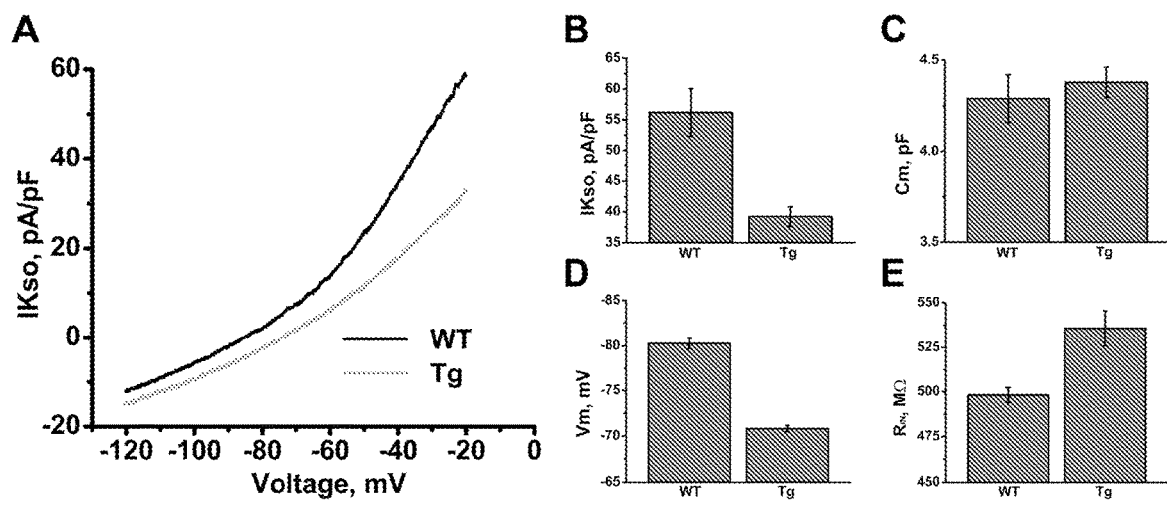 A
IKso, pA/pF
60
40
20
0
-20
WT
Tg
-120 -100 -80 -60 -40 -20 0
Voltage, mV
B
IKso, pA/pF
65
60
55
50
45
40
35
WT Tg
C
Cm, pF
4.5
4.0
3.5
WT Tg
D
Vm, mV
-85
-80
-75
-70
-65
WT Tg
E
R_IN, MΩ
550
525
500
475
450
WT Tg